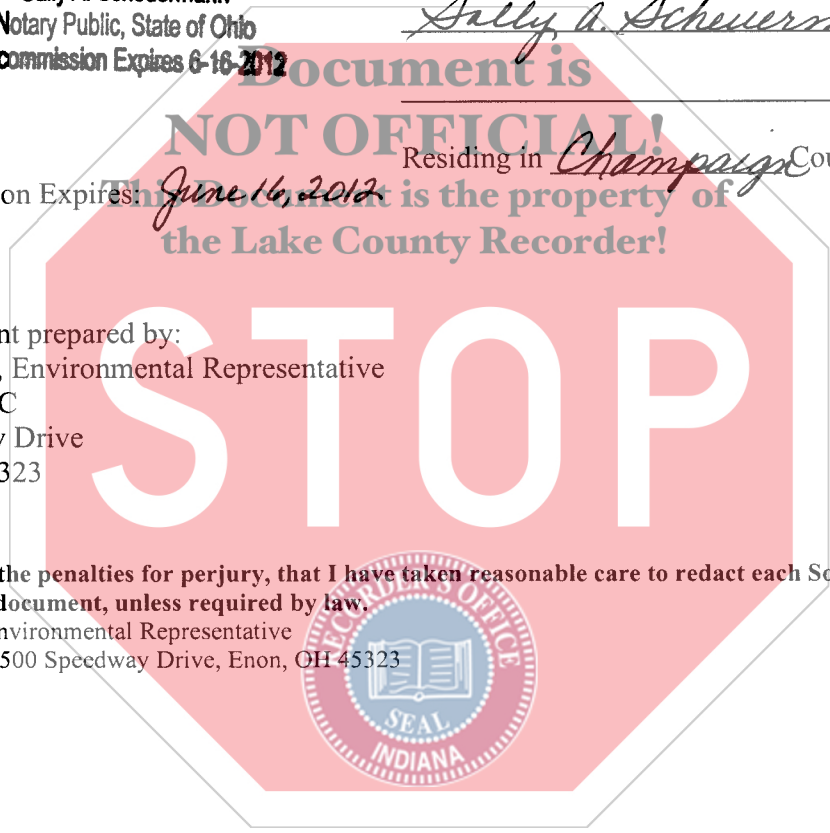 Notary Public, State of Ohio
Sally A. Scheuerm
commission Expires 6-16-2012
Document is
NOT OFFICIAL!
Residing in Champaign Cou
on Expires: June 16, 2012
This Document is the property of
the Lake County Recorder!
nt prepared by:
, Environmental Representative
C
y Drive
323
STOP
the penalties for perjury, that I have taken reasonable care to redact each So
document, unless required by law.
nvironmental Representative
500 Speedway Drive, Enon, OH 45323
RECORDER'S OFFICE
SEAL
INDIANA